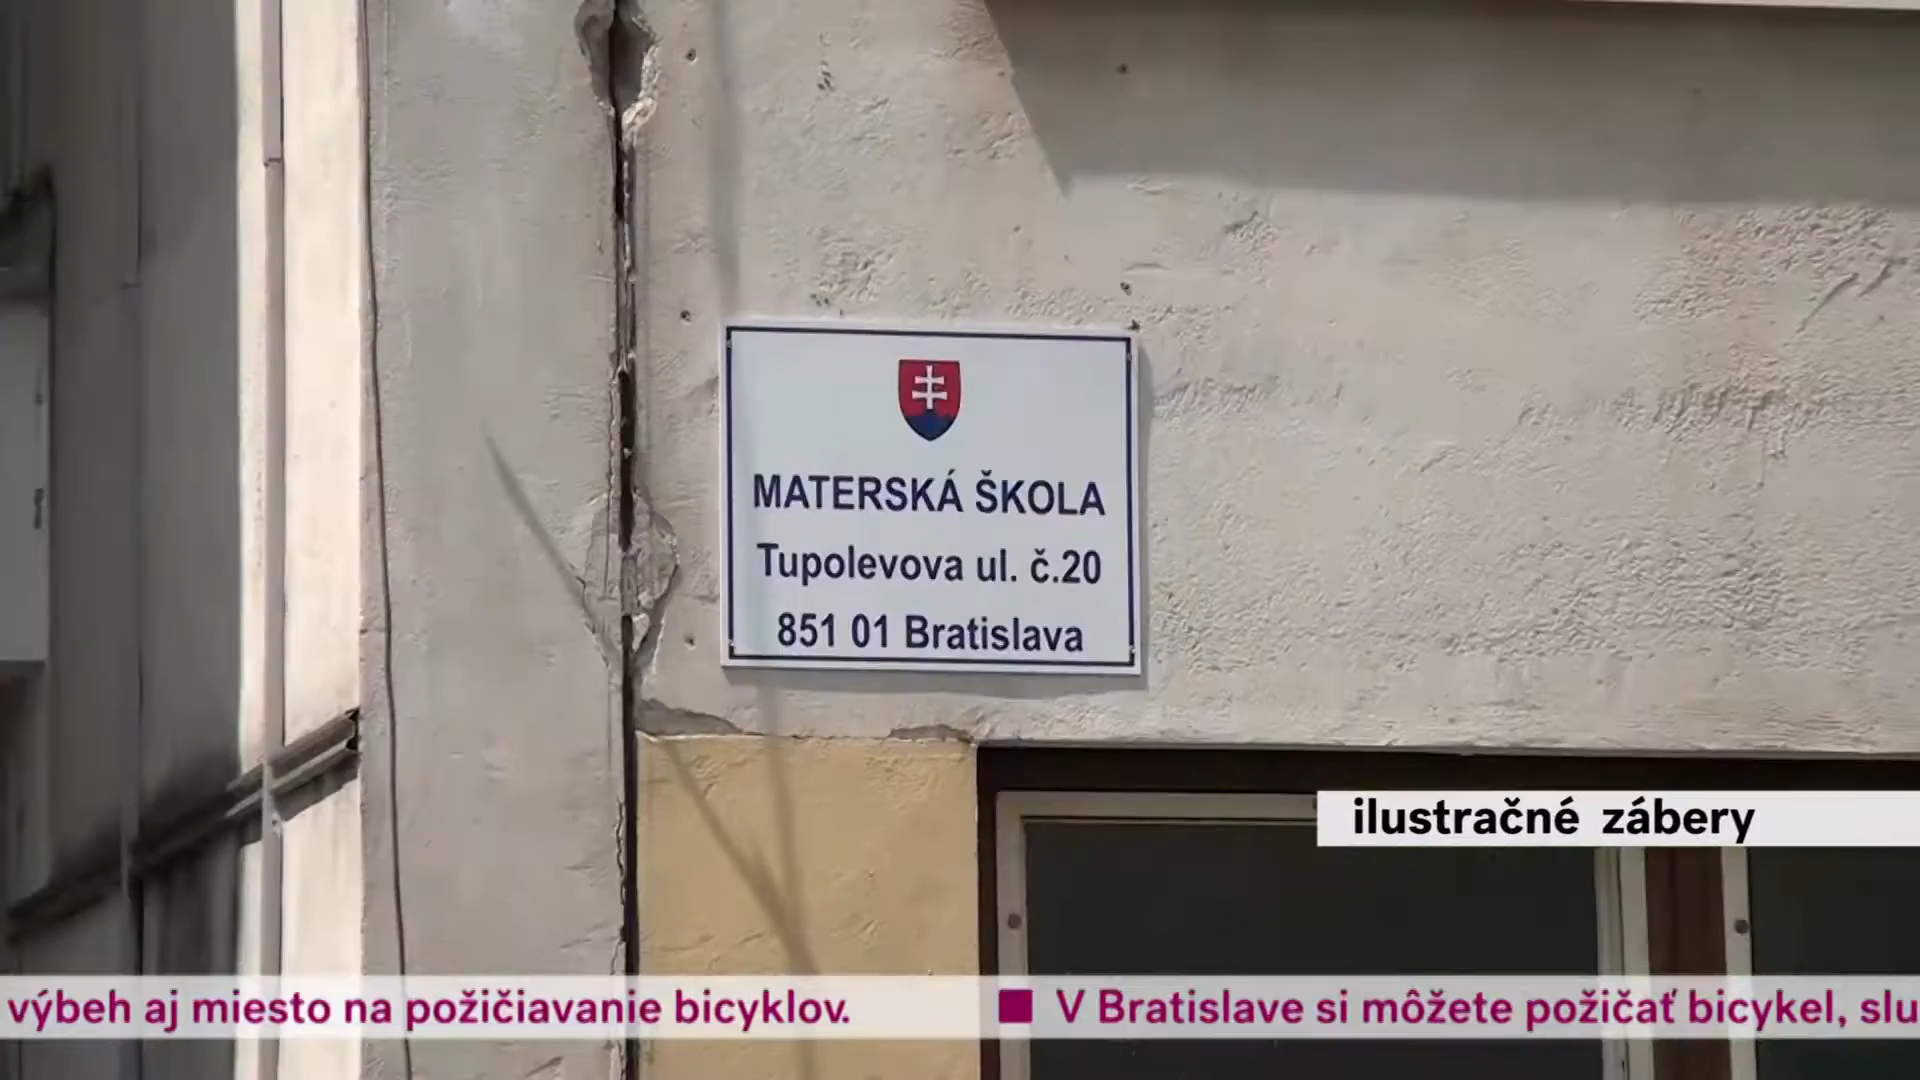 MATERSKÁ ŠKOLA
Tupolevova ul. č.20
851 01 Bratislava
ilustračné zábery
výbeh aj miesto na požičiavanie bicyklov.
V Bratislave si môžete požičať bicykel,